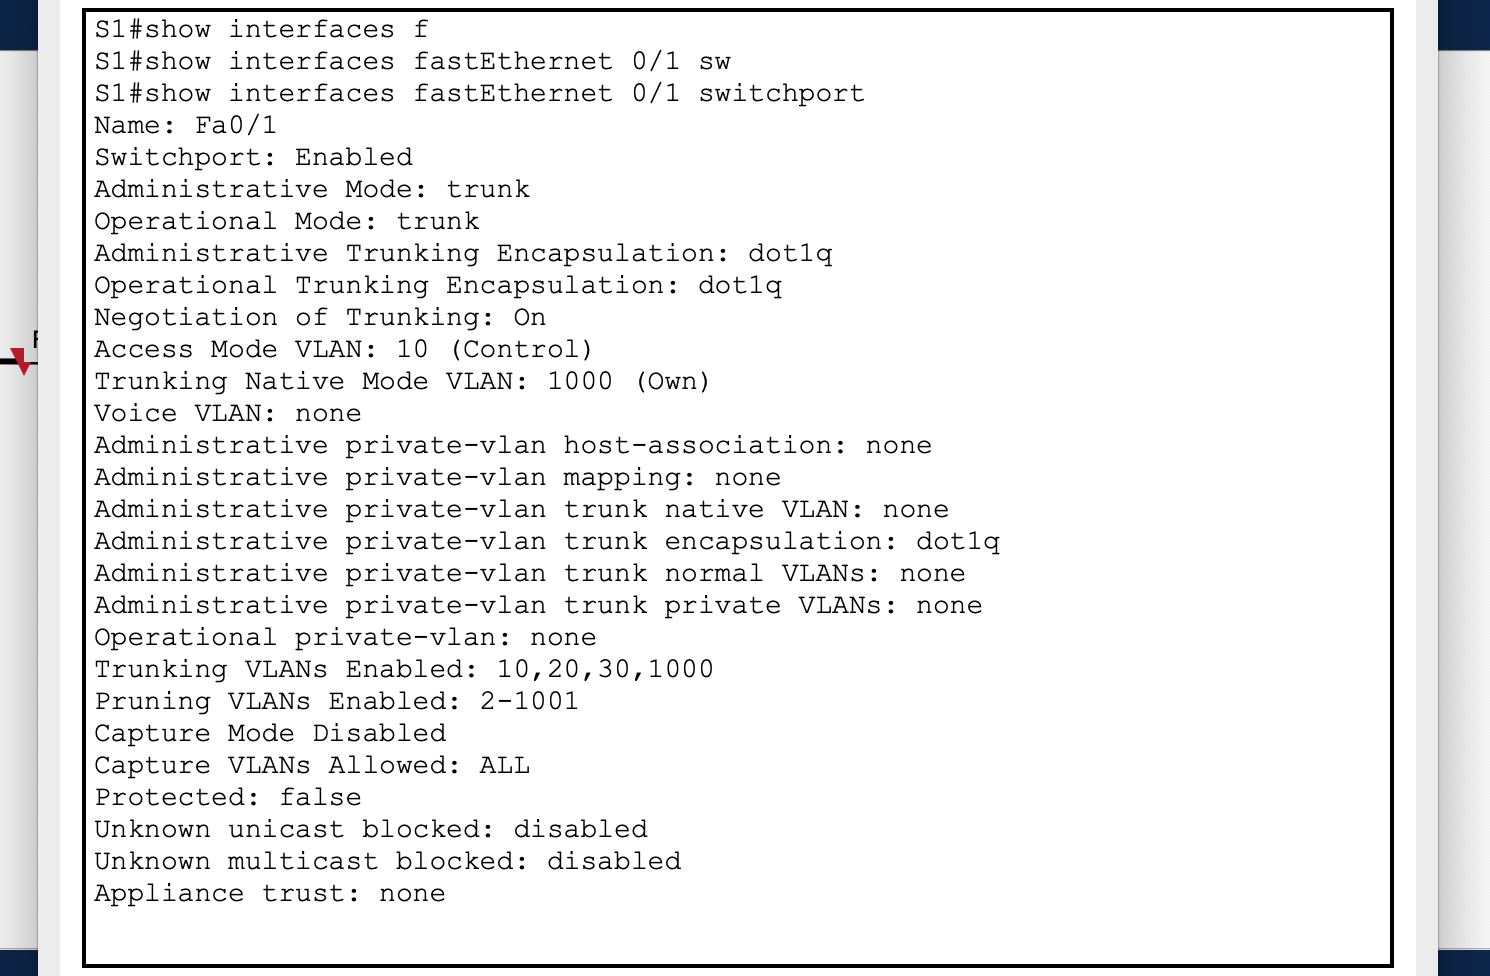 S1#show interfaces f
S1#show interfaces fastEthernet 0/1 sw
S1#show interfaces fastEthernet 0/1 switchport
Name: Fa0/1
Switchport: Enabled
Administrative Mode: trunk
Operational Mode: trunk
Administrative Trunking Encapsulation: dot1q
Operational Trunking Encapsulation: dot1q
Negotiation of Trunking: On
Access Mode VLAN: 10 (Control)
Trunking Native Mode VLAN: 1000 (Own)
Voice VLAN: none
Administrative private-vlan host-association: none
Administrative private-vlan mapping: none
Administrative private-vlan trunk native VLAN: none
Administrative private-vlan trunk encapsulation: dot1q
Administrative private-vlan trunk normal VLANs: none
Administrative private-vlan trunk private VLANs: none
Operational private-vlan: none
Trunking VLANs Enabled: 10,20,30,1000
Pruning VLANs Enabled: 2-1001
Capture Mode Disabled
Capture VLANs Allowed: ALL
Protected: false
Unknown unicast blocked: disabled
Unknown multicast blocked: disabled
Appliance trust: none